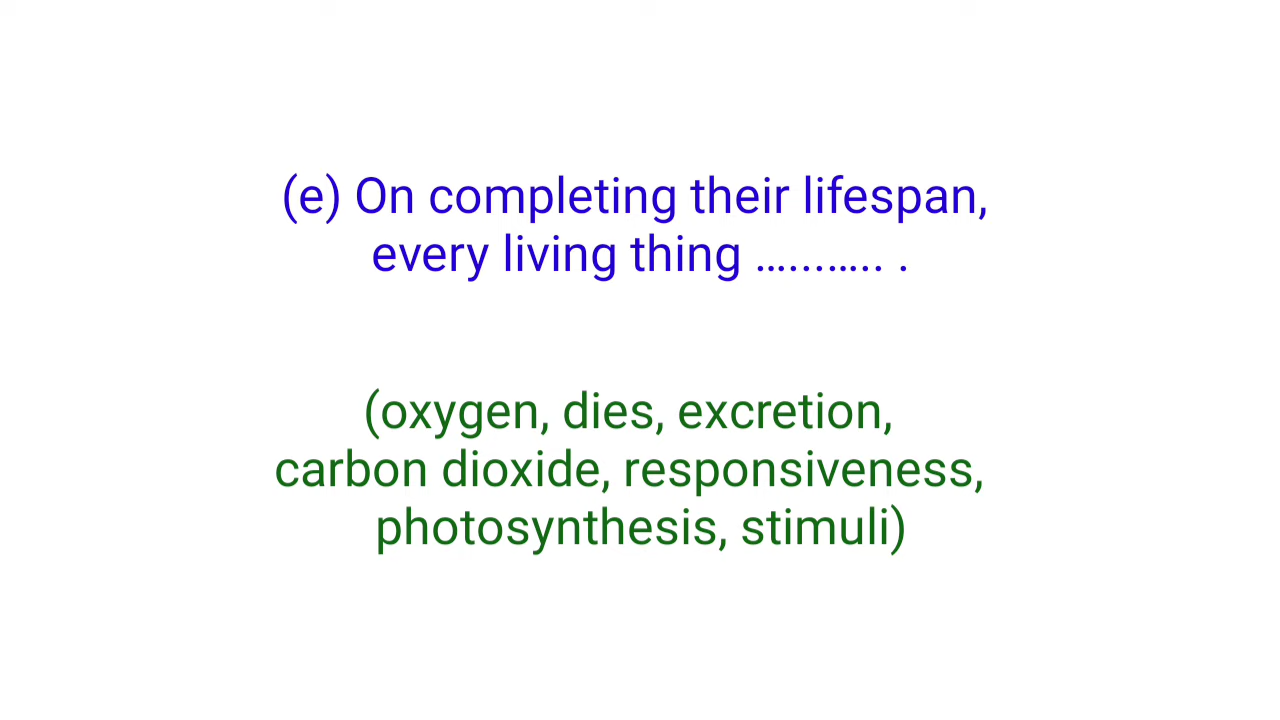 (e) On completing their lifespan,
every living thing …...….. .
(oxygen, dies, excretion,
carbon dioxide, responsiveness,
photosynthesis, stimuli)